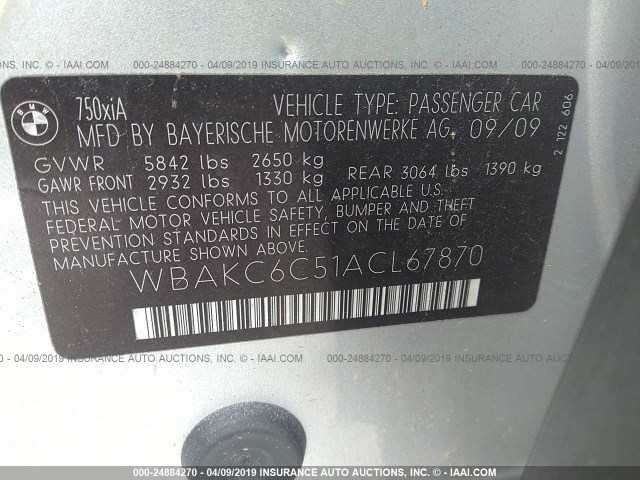 000-24884270 - 04/09/2019 INSURANCE AUTO AUCTIONS, INC. - © IAAI.COM
BMW
750xiA
VEHICLE TYPE: PASSENGER CAR
MFD BY BAYERISCHE MOTORENWERKE AG 09/09
GVWR 5842 lbs 2650 kg
GAWR FRONT 2932 lbs 1330 kg REAR 3064 lbs 1390 kg
THIS VEHICLE CONFORMS TO ALL APPLICABLE U.S.
FEDERAL MOTOR VEHICLE SAFETY, BUMPER AND THEFT
PREVENTION STANDARDS IN EFFECT ON THE DATE OF
MANUFACTURE SHOWN ABOVE.
WBAKC6C51ACL67870
2 122 606
000-24884270 - 04/09/2019 INSURANCE AUTO AUCTIONS, INC. - © IAAI.COM
000-24884270 - 04/09/2019 INSURANCE AUTO AUCTIONS, INC. - © IAAI.COM